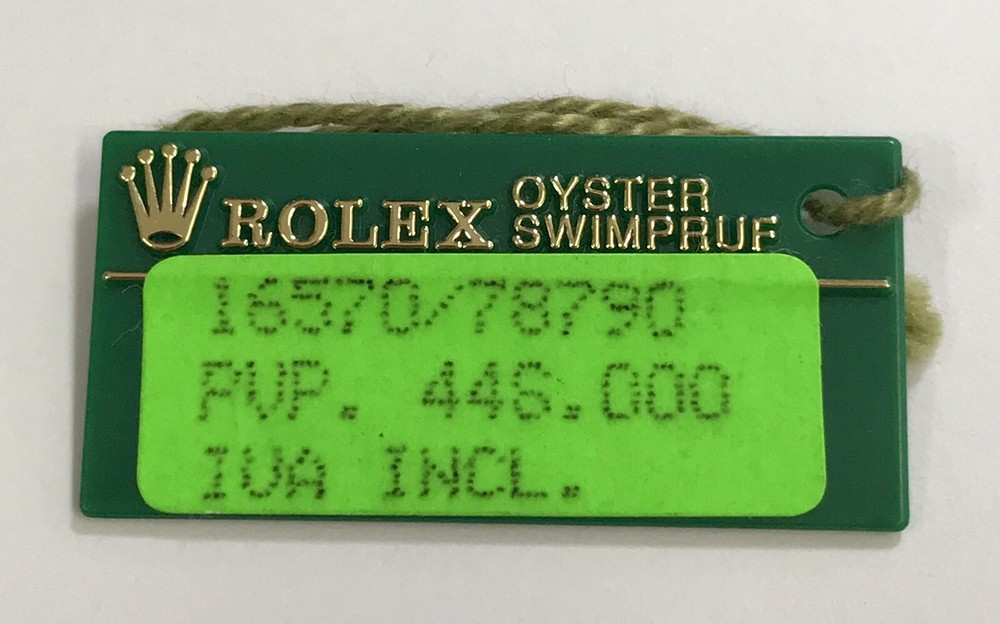 ROLEX OYSTER SWIMPRUF
16570/78790
PVP. 446.000
IVA INCL.